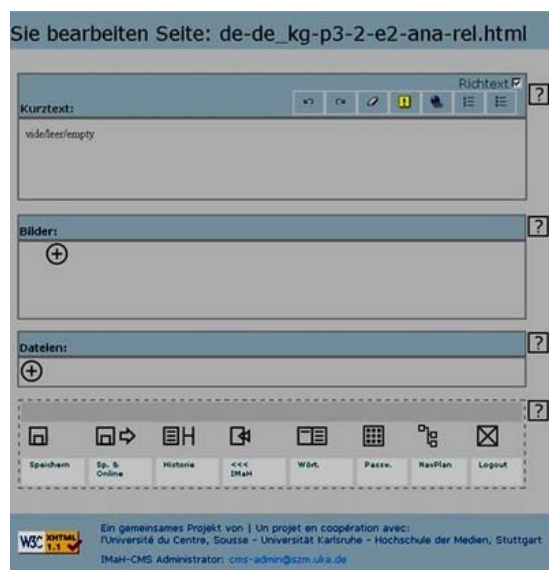 Sie bearbeiten Seite: de-de_kg-p3-2-e2-ana-rel.html
Richtext
?
Kurztext:
vide/leer/empty
Bilder:
?
Dateien:
?
?
H
Speichern Sp. & Online Historie <<< IMaH Wört. Passw. NavPlan Logout
W3C XHTML 1.1
Ein gemeinsames Projekt von | Un projet en coopération avec:
l'Université du Centre, Sousse - Universität Karlsruhe - Hochschule der Medien, Stuttgart
IMaH-CMS Administrator: cms-admin@szm.uka.de